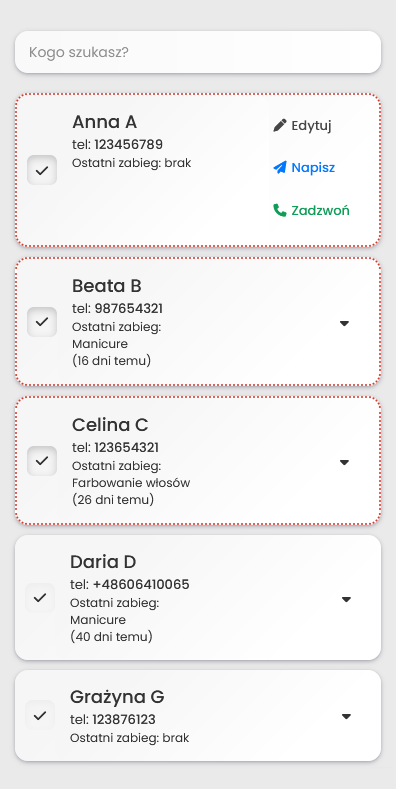 Kogo szukasz?
Anna A
tel: 123456789
Ostatni zabieg: brak
Edytuj
Napisz
Zadzwoń
Beata B
tel: 987654321
Ostatni zabieg:
Manicure
(16 dni temu)
Celina C
tel: 123654321
Ostatni zabieg:
Farbowanie włosów
(26 dni temu)
Daria D
tel: +48606410065
Ostatni zabieg:
Manicure
(40 dni temu)
Grażyna G
tel: 123876123
Ostatni zabieg: brak